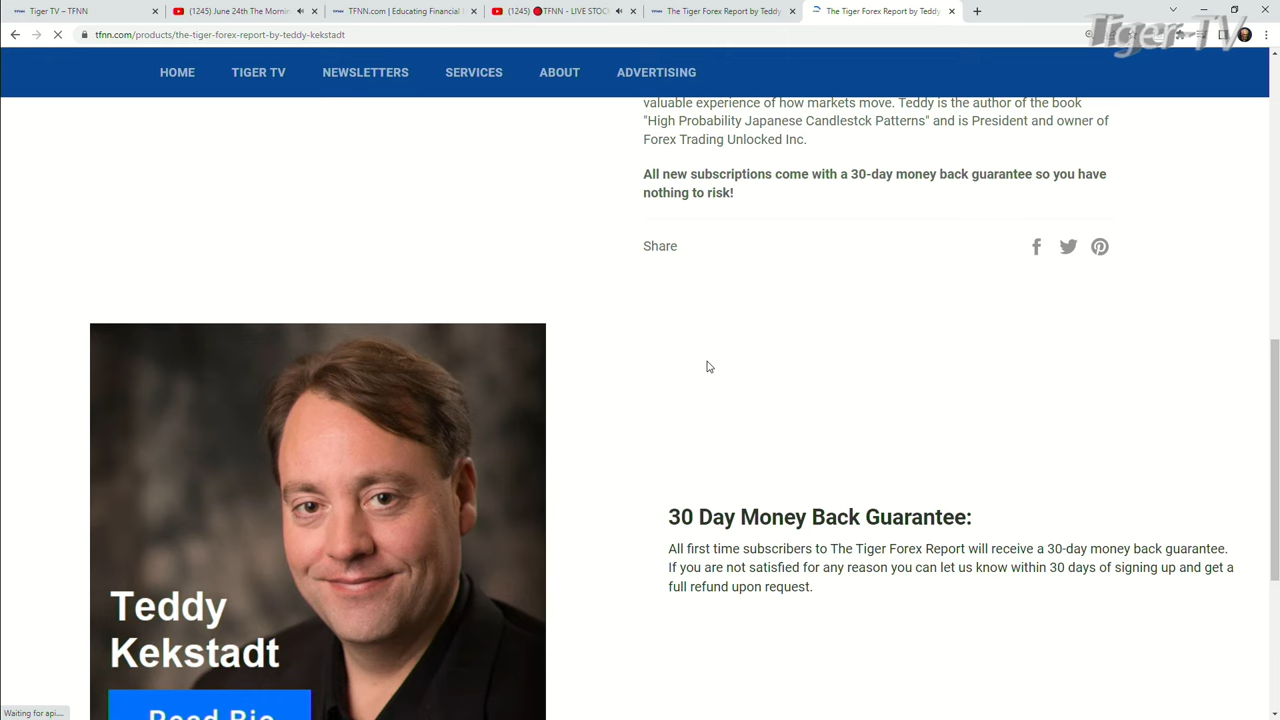 Tiger TV – TFNN
(1245) June 24th The Mornin
TFNN.com | Educating Financial
(1245) 🔴TFNN - LIVE STOC
The Tiger Forex Report by Teddy
The Tiger Forex Report by Teddy
Tiger TV
tfnn.com/products/the-tiger-forex-report-by-teddy-kekstadt
HOME TIGER TV NEWSLETTERS SERVICES ABOUT ADVERTISING
valuable experience of how markets move. Teddy is the author of the book
"High Probability Japanese Candlestck Patterns" and is President and owner of
Forex Trading Unlocked Inc.
All new subscriptions come with a 30-day money back guarantee so you have
nothing to risk!
Share
30 Day Money Back Guarantee:
All first time subscribers to The Tiger Forex Report will receive a 30-day money back guarantee.
If you are not satisfied for any reason you can let us know within 30 days of signing up and get a
full refund upon request.
Teddy
Kekstadt
Read Bio
Waiting for api....